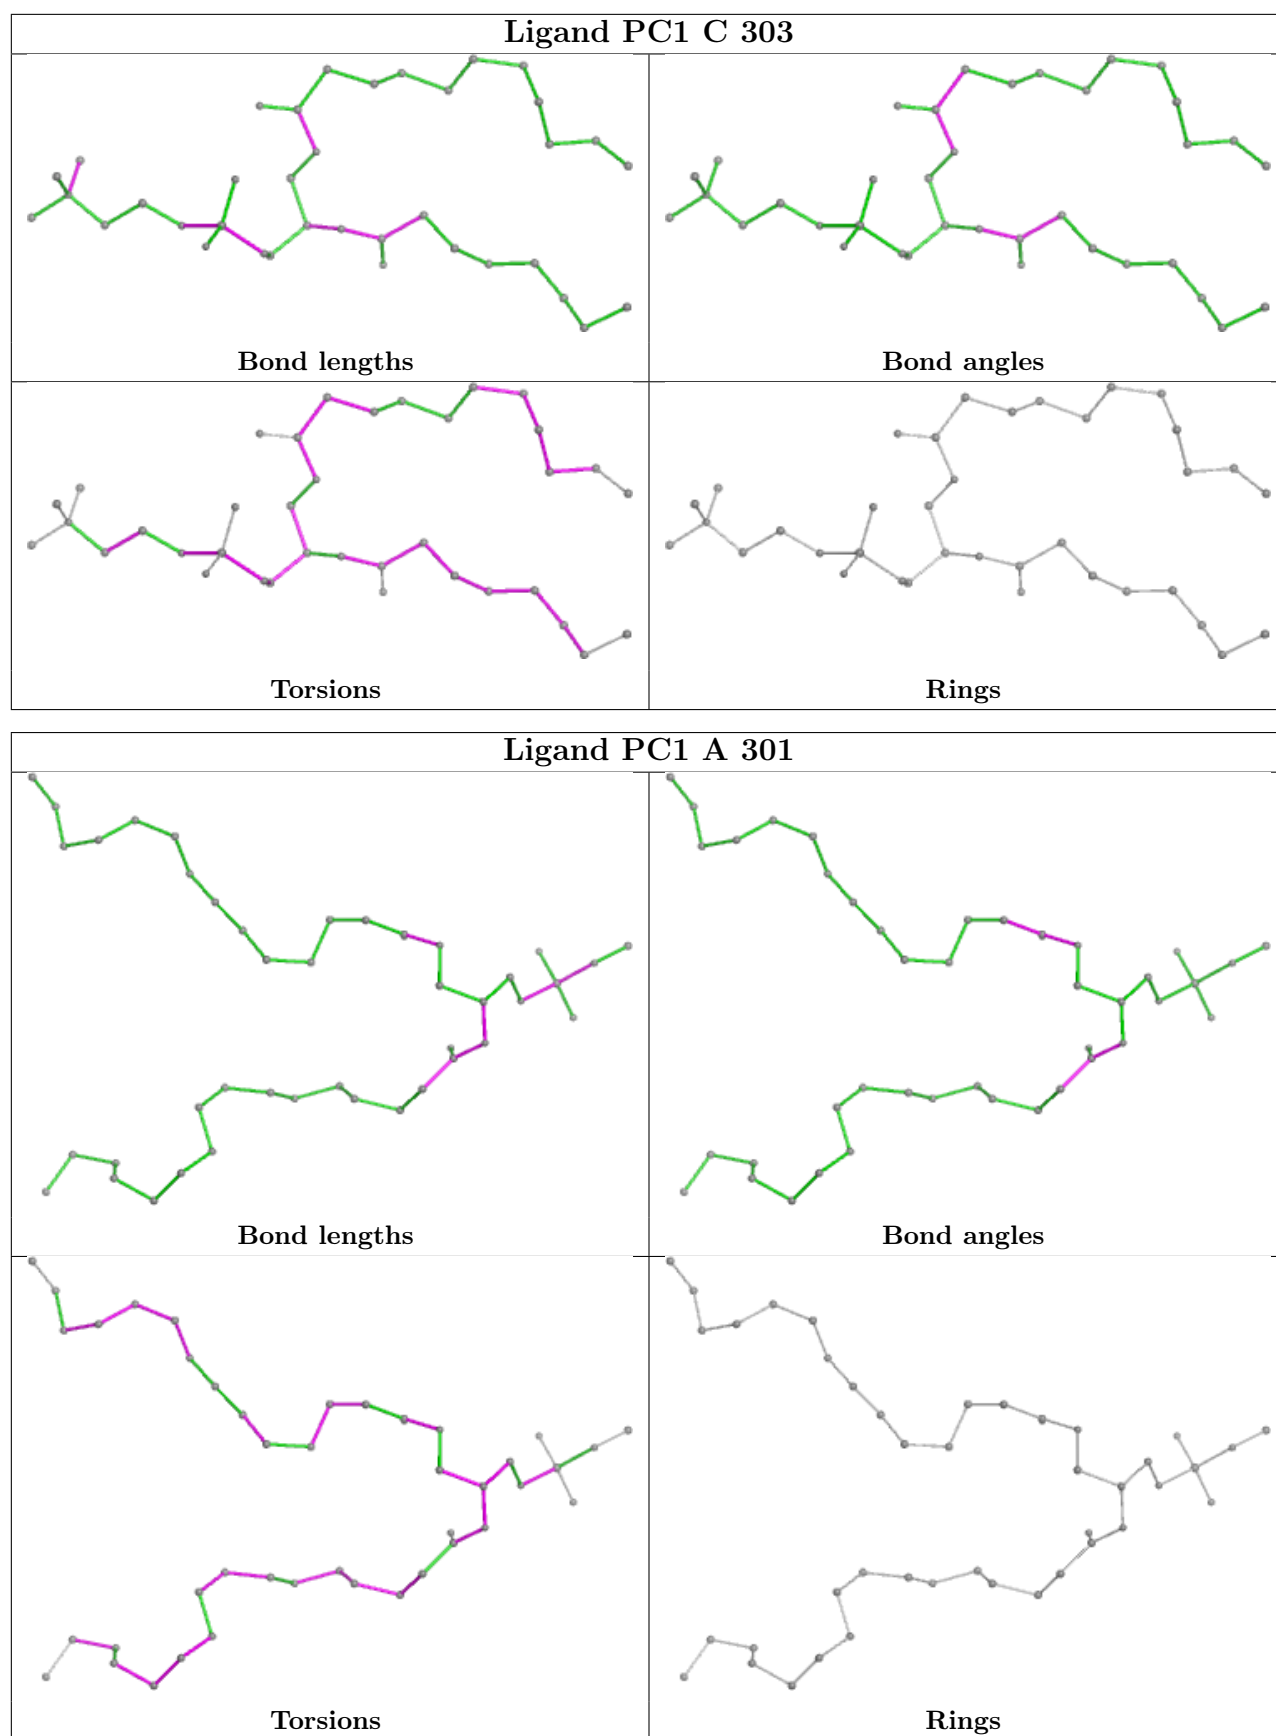 Ligand PC1 C 303
Bond lengths
Bond angles
Torsions
Rings
Ligand PC1 A 301
Bond lengths
Bond angles
Torsions
Rings